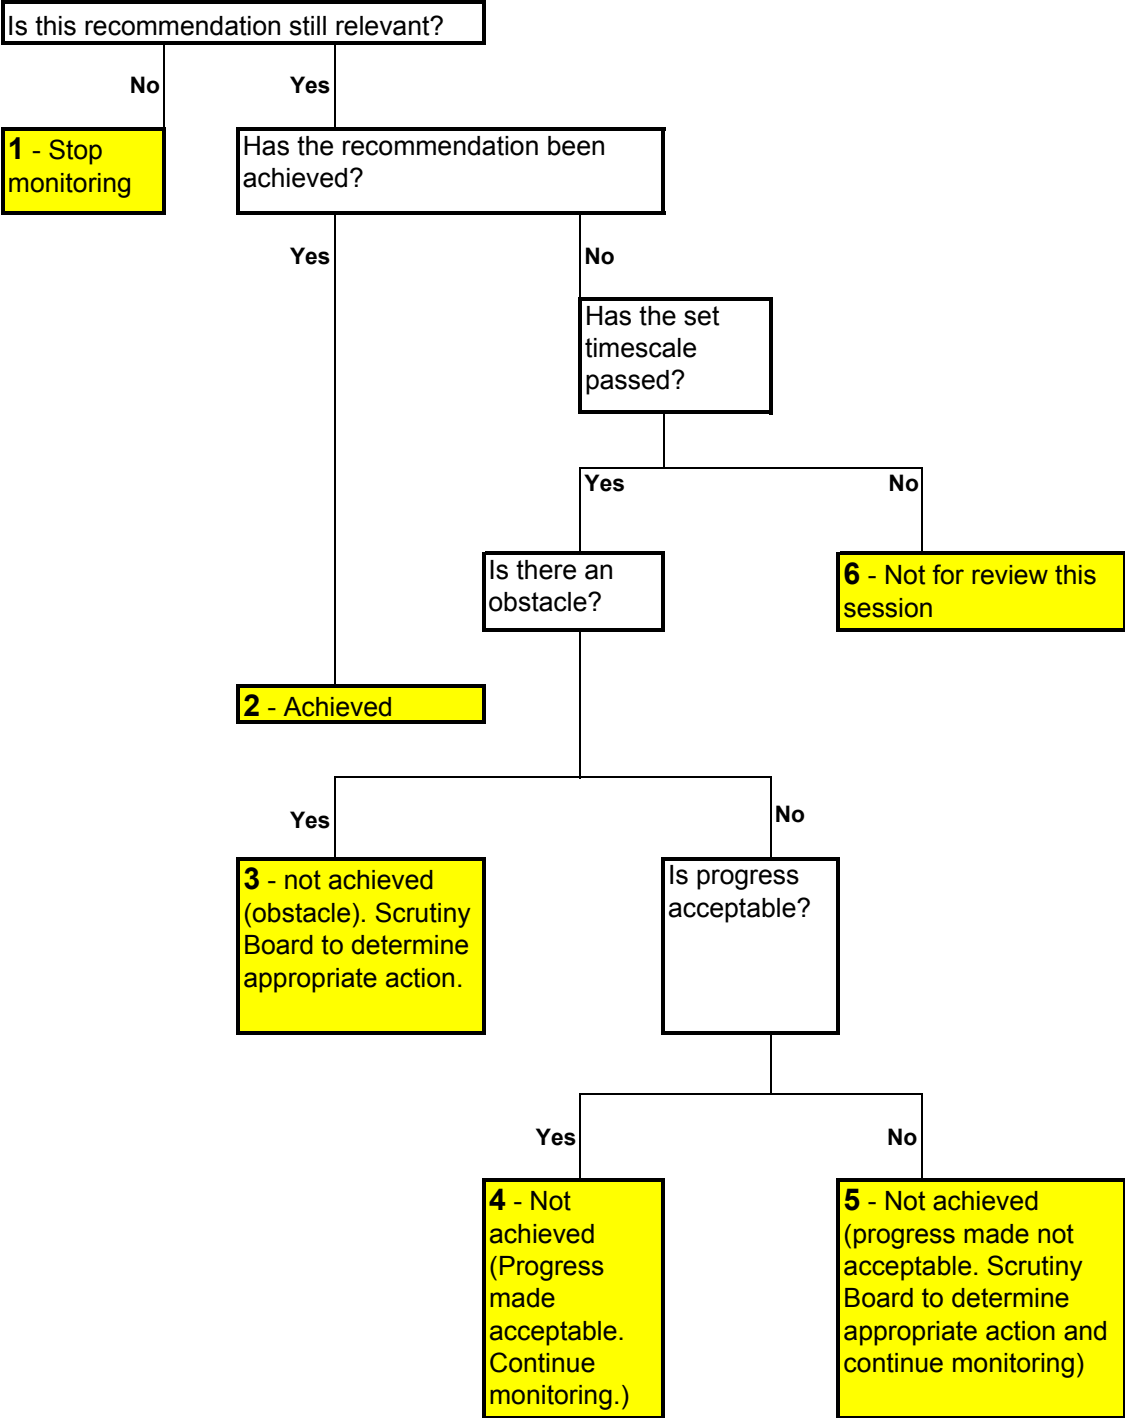 Is this recommendation still relevant?
No
Yes
1 - Stop
monitoring
Has the recommendation been
achieved?
Yes
No
Has the set
timescale
passed?
Yes
No
Is there an
obstacle?
6 - Not for review this
session
2 - Achieved
Yes
No
3 - not achieved
(obstacle). Scrutiny
Board to determine
appropriate action.
Is progress
acceptable?
Yes
No
4 - Not
achieved
(Progress
made
acceptable.
Continue
monitoring.)
5 - Not achieved
(progress made not
acceptable. Scrutiny
Board to determine
appropriate action and
continue monitoring)